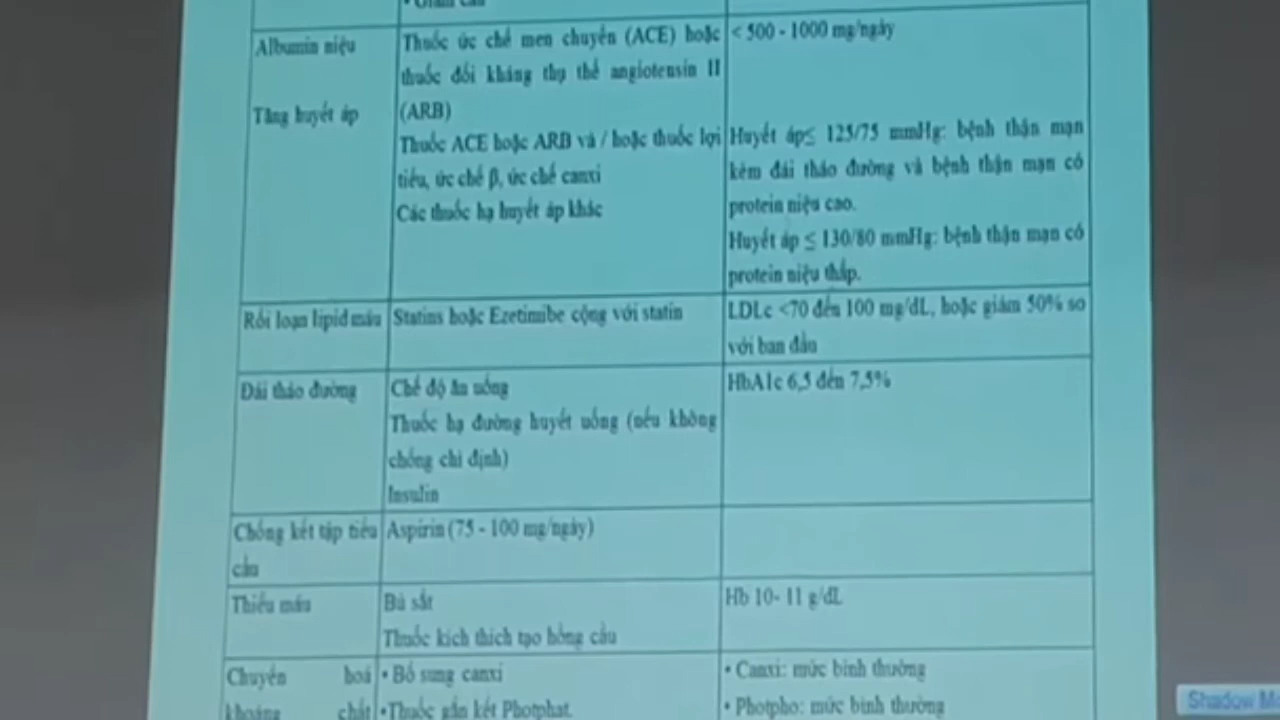 • Giảm cân
Albumin niệu
Tăng huyết áp
Thuốc ức chế men chuyển (ACE) hoặc
thuốc đối kháng thụ thể angiotensin II
(ARB)
Thuốc ACE hoặc ARB và / hoặc thuốc lợi
tiểu, ức chế β, ức chế canxi
Các thuốc hạ huyết áp khác
< 500 - 1000 mg/ngày
Huyết áp≤ 125/75 mmHg: bệnh thận mạn
kèm đái tháo đường và bệnh thận mạn có
protein niệu cao.
Huyết áp ≤ 130/80 mmHg: bệnh thận mạn có
protein niệu thấp.
Rối loạn lipid máu
Statins hoặc Ezetimibe cộng với statin
LDLc <70 đến 100 mg/dL, hoặc giảm 50% so
với ban đầu
Đái tháo đường
Chế độ ăn uống
Thuốc hạ đường huyết uống (nếu không
chống chỉ định)
Insulin
HbA1c 6,5 đến 7,5%
Chống kết tập tiểu
cầu
Aspirin (75 - 100 mg/ngày)
Thiếu máu
Bù sắt
Thuốc kích thích tạo hồng cầu
Hb 10- 11 g/dL
Chuyển hoá
khoáng chất
• Bổ sung canxi
•Thuốc gắn kết Photphat.
• Canxi: mức bình thường
• Photpho: mức bình thường